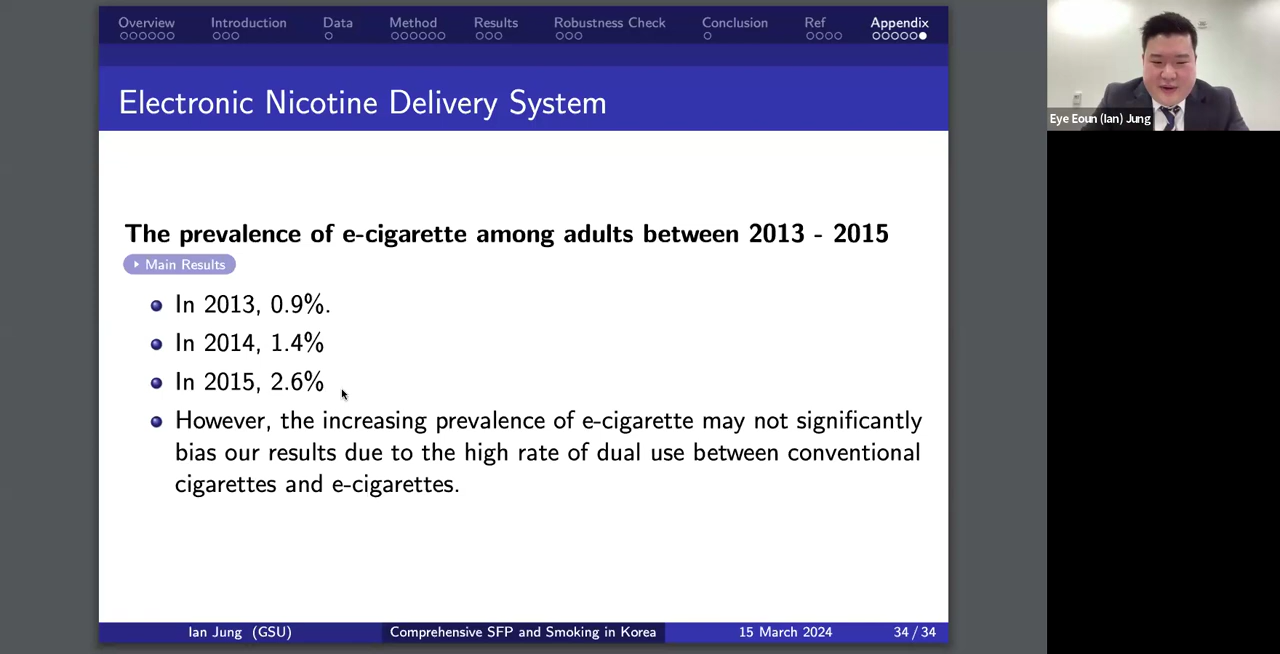 Overview Introduction Data Method Results Robustness Check Conclusion Ref Appendix
Electronic Nicotine Delivery System
Eye Eoun (Ian) Jung
The prevalence of e-cigarette among adults between 2013 - 2015
Main Results
In 2013, 0.9%.
In 2014, 1.4%
In 2015, 2.6%
However, the increasing prevalence of e-cigarette may not significantly
bias our results due to the high rate of dual use between conventional
cigarettes and e-cigarettes.
Ian Jung (GSU) Comprehensive SFP and Smoking in Korea 15 March 2024 34 / 34